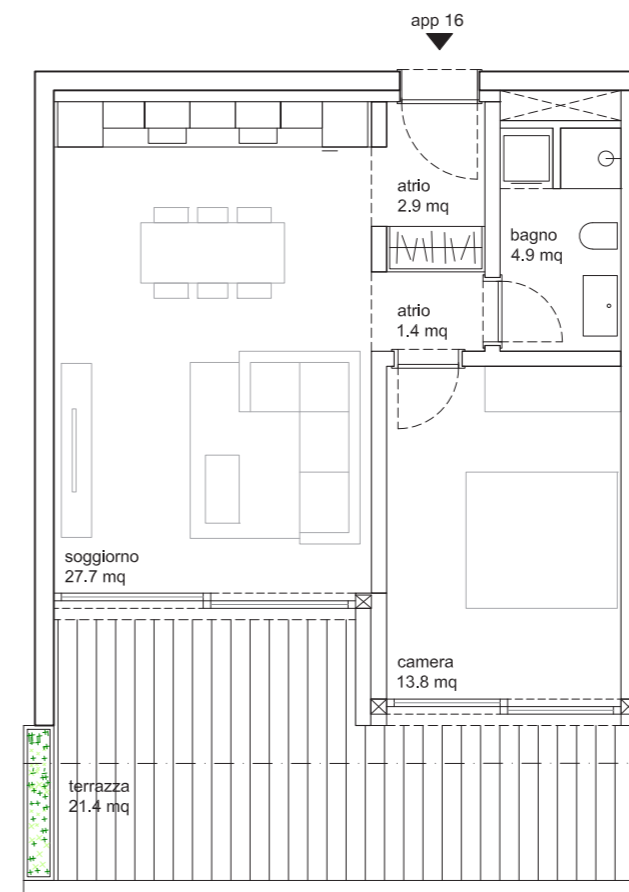 app 16
atrio
2.9 mq
bagno
4.9 mq
atrio
1.4 mq
soggiorno
27.7 mq
camera
13.8 mq
terrazza
21.4 mq